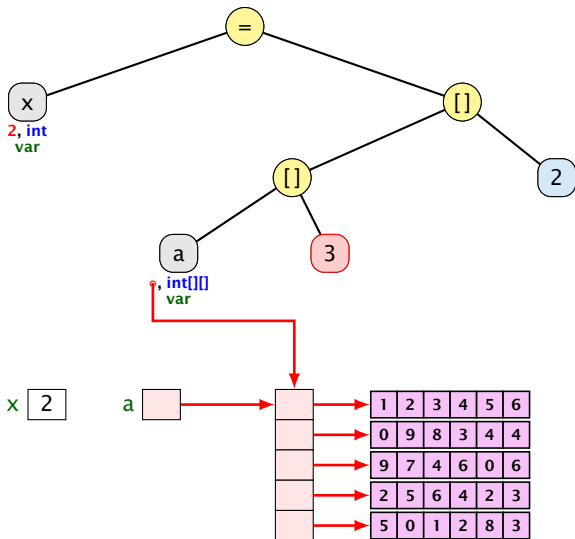 =
x
[]
2, int
var
[]
2
a
3
, int[][]
var
x 2 a
1 2 3 4 5 6
0 9 8 3 4 4
9 7 4 6 0 6
2 5 6 4 2 3
5 0 1 2 8 3